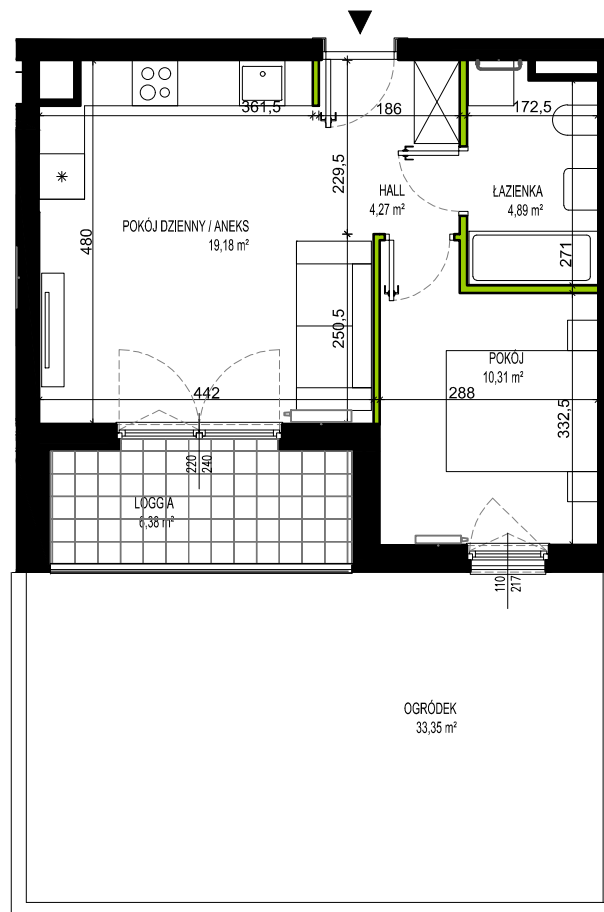 361,5
186
172,5
229,5
HALL
4,27 m²
ŁAZIENKA
4,89 m²
POKÓJ DZIENNY / ANEKS
19,18 m²
480
271
250,5
POKÓJ
10,31 m²
442
288
332,5
220
240
LOGGIA
6,38 m²
110
217
OGRÓDEK
33,35 m²